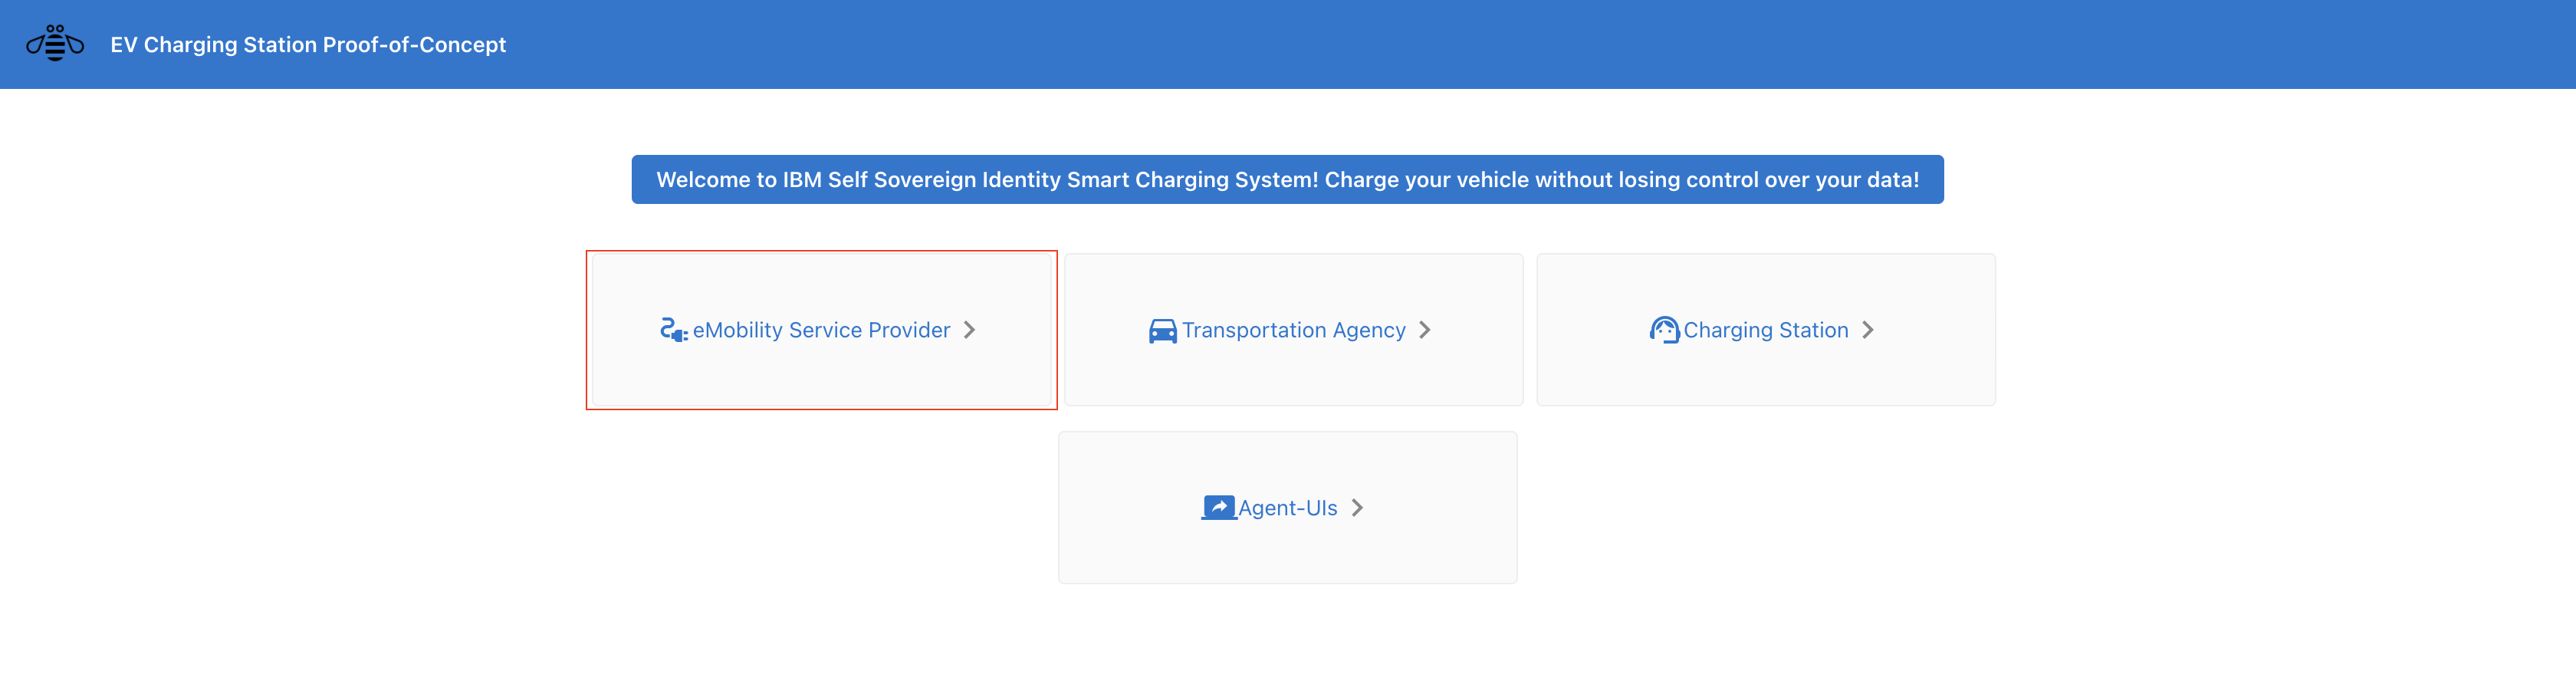 EV Charging Station Proof-of-Concept
Welcome to IBM Self Sovereign Identity Smart Charging System! Charge your vehicle without losing control over your data!
eMobility Service Provider
Transportation Agency
Charging Station
Agent-UIs